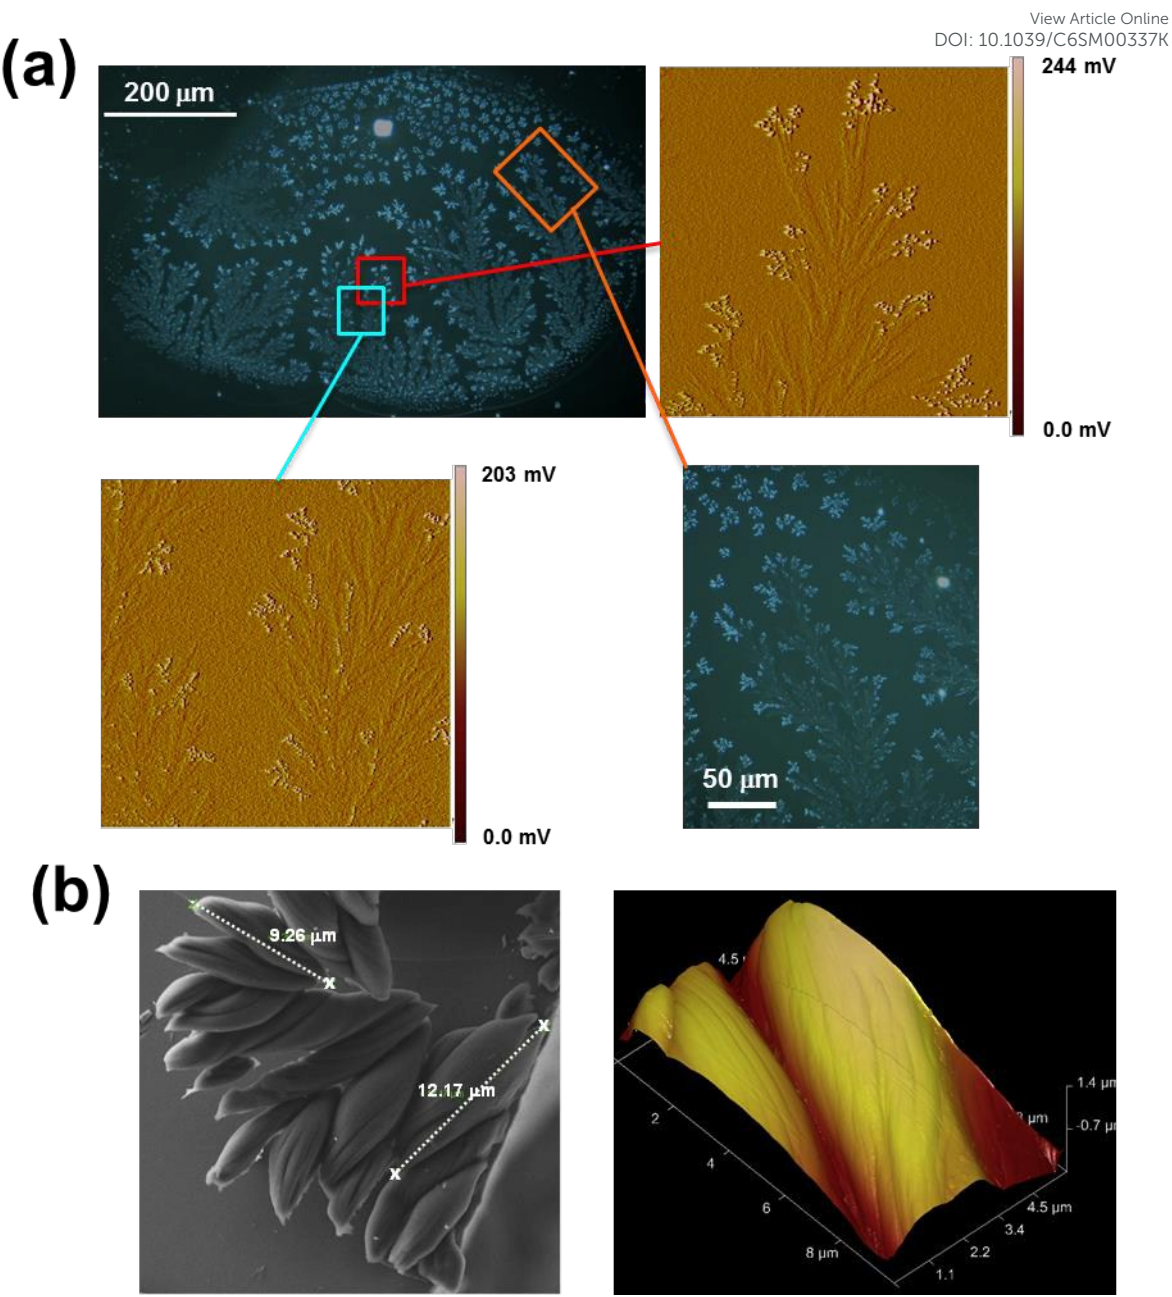 View Article Online
DOI: 10.1039/C6SM00337K
(a)
200 μm
244 mV
0.0 mV
203 mV
0.0 mV
50 μm
(b)
9.26 μm
12.17 μm
4.5
2
4
6
8 μm
1.1
2.2
3.4
4.5 μm
μm
1.4 μm
-0.7 μm